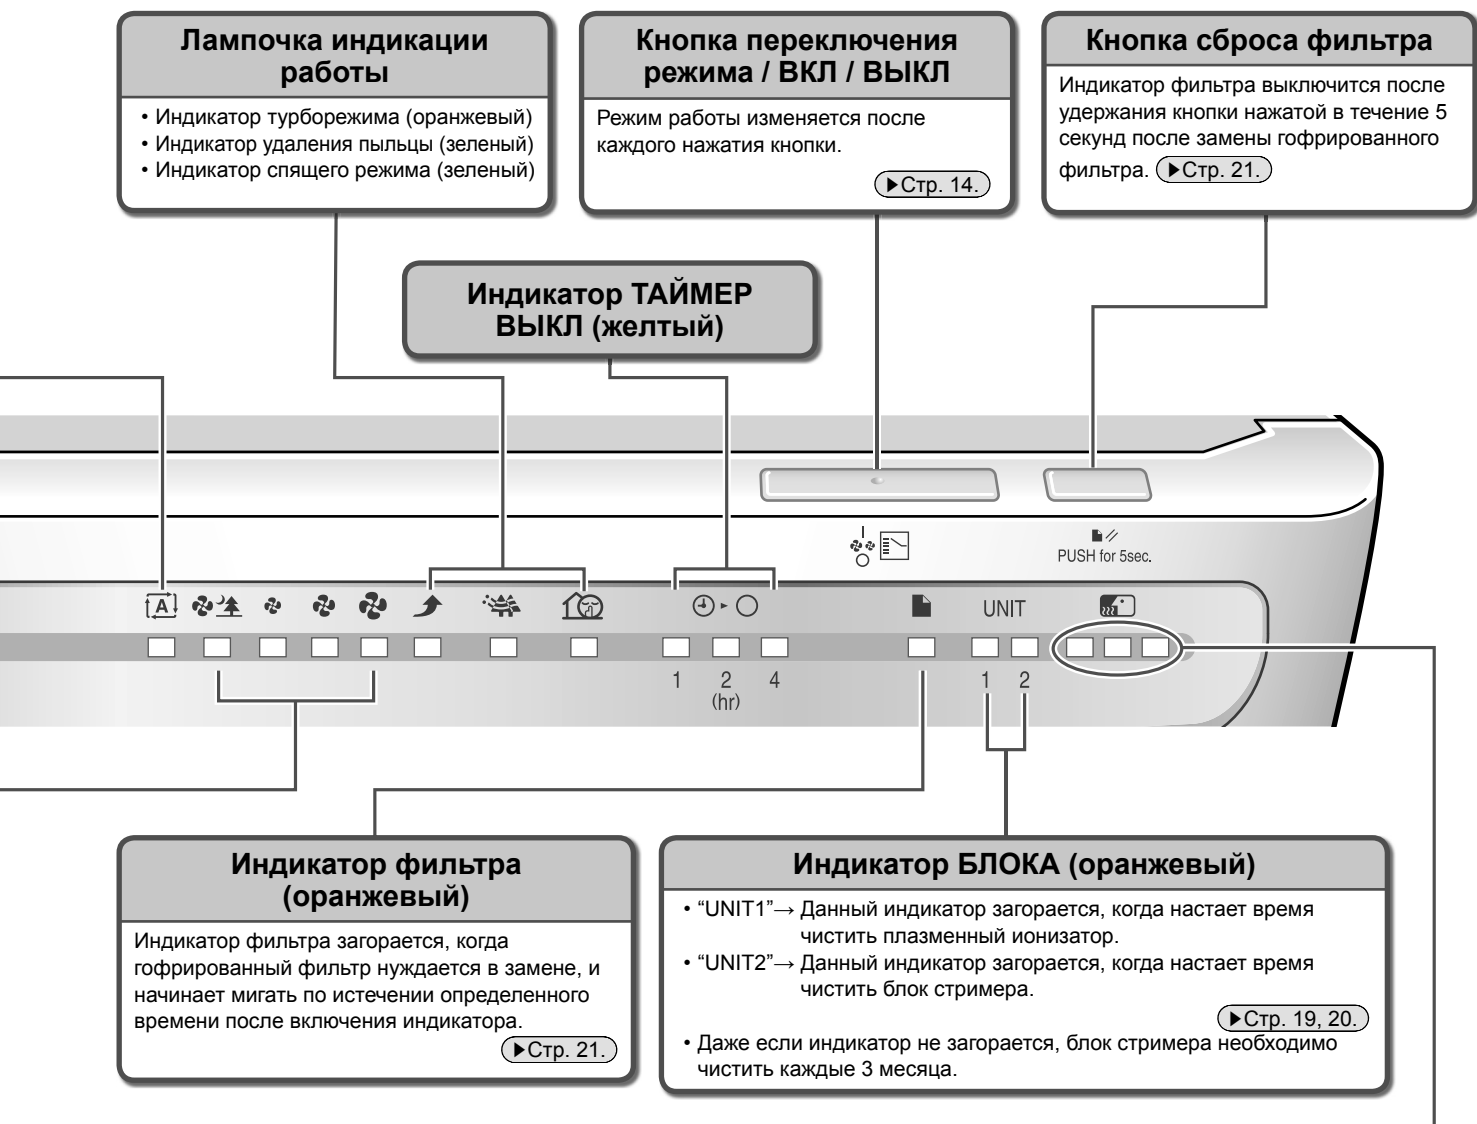 Лампочка индикации
работы
• Индикатор турборежима (оранжевый)
• Индикатор удаления пыльцы (зеленый)
• Индикатор спящего режима (зеленый)
Кнопка переключения
режима / ВКЛ / ВЫКЛ
Режим работы изменяется после
каждого нажатия кнопки.
▶Стр. 14.
Кнопка сброса фильтра
Индикатор фильтра выключится после
удержания кнопки нажатой в течение 5
секунд после замены гофрированного
фильтра. ▶Стр. 21.
Индикатор ТАЙМЕР
ВЫКЛ (желтый)
PUSH for 5sec.
A
UNIT
1 2 4 1 2
(hr)
Индикатор фильтра
(оранжевый)
Индикатор фильтра загорается, когда
гофрированный фильтр нуждается в замене, и
начинает мигать по истечении определенного
времени после включения индикатора.
▶Стр. 21.
Индикатор БЛОКА (оранжевый)
• “UNIT1”→ Данный индикатор загорается, когда настает время
чистить плазменный ионизатор.
• “UNIT2”→ Данный индикатор загорается, когда настает время
чистить блок стримера.
▶Стр. 19, 20.
• Даже если индикатор не загорается, блок стримера необходимо
чистить каждые 3 месяца.